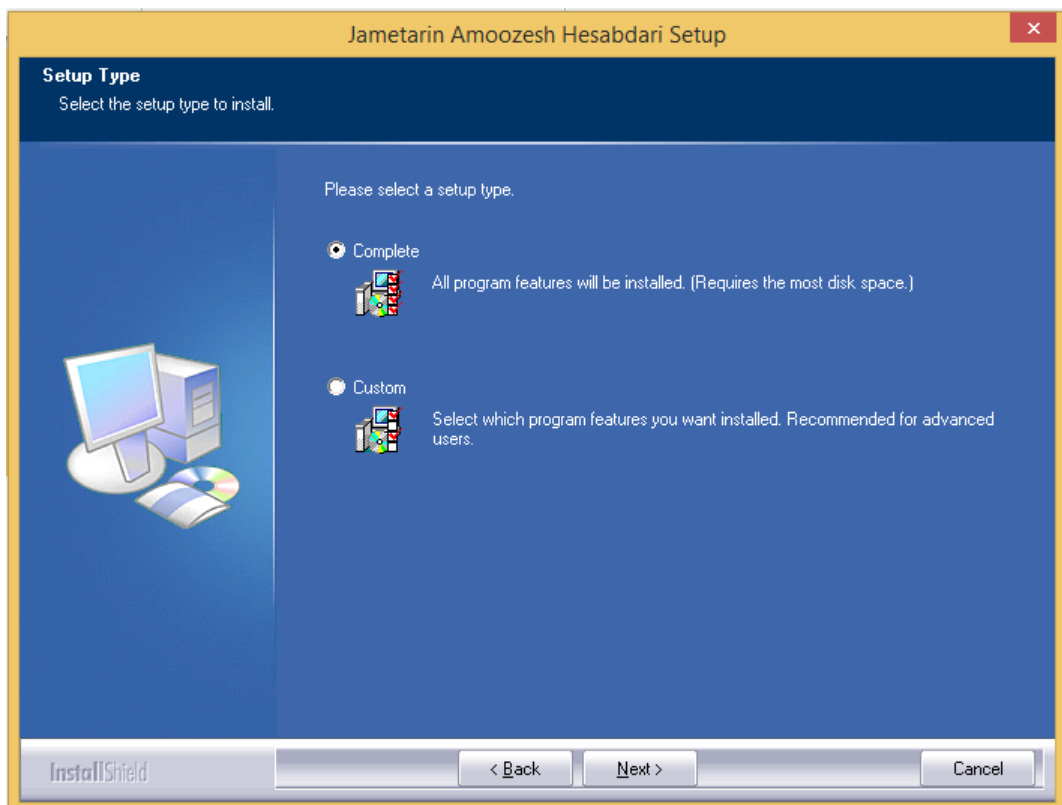 Jametarin Amoozesh Hesabdari Setup
Setup Type
Select the setup type to install.
Please select a setup type.
Complete
All program features will be installed. (Requires the most disk space.)
Custom
Select which program features you want installed. Recommended for advanced
users.
InstallShield
< Back
Next >
Cancel